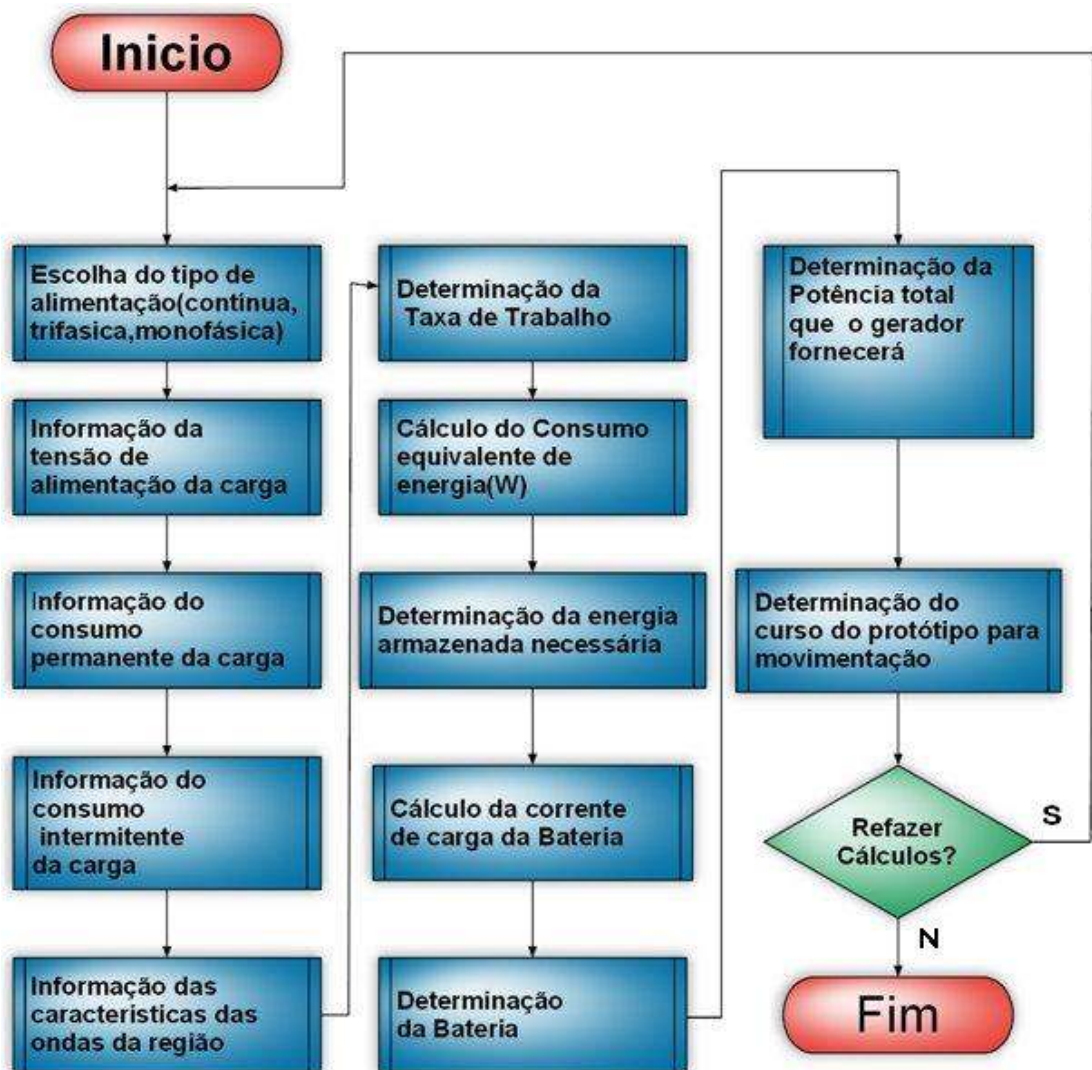 Inicio
Escolha do tipo de
alimentação(contínua,
trifasica,monofásica)
Informação da
tensão de
alimentação da carga
Informação do
consumo
permanente da carga
Informação do
consumo
intermitente
da carga
Informação das
caracteristicas das
ondas da região
Determinação da
Taxa de Trabalho
Cálculo do Consumo
equivalente de
energia(W)
Determinação da energia
armazenada necessária
Cálculo da corrente
de carga da Bateria
Determinação
da Bateria
Determinação da
Potência total
que o gerador
fornecerá
Determinação do
curso do protótipo para
movimentação
Refazer
Cálculos?
S
N
Fim